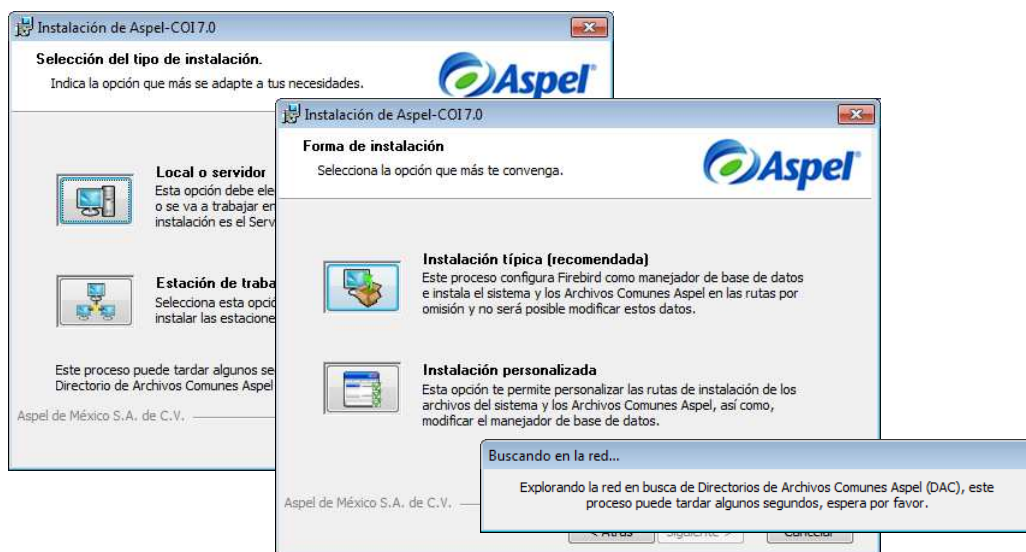 Instalación de Aspel-COI 7.0
Selección del tipo de instalación.
Indica la opción que más se adapte a tus necesidades.
Aspel
Local o servidor
Esta opción debe ele
o se va a trabajar en
instalación es el Serv
Estación de traba
Selecciona esta opció
instalar las estacione
Este proceso puede tardar algunos se
Directorio de Archivos Comunes Aspel
Aspel de México S.A. de C.V.
Instalación de Aspel-COI 7.0
Forma de instalación
Selecciona la opción que más te convenga.
Aspel
Instalación típica (recomendada)
Este proceso configura Firebird como manejador de base de datos
e instala el sistema y los Archivos Comunes Aspel en las rutas por
omisión y no será posible modificar estos datos.
Instalación personalizada
Esta opción te permite personalizar las rutas de instalación de los
archivos del sistema y los Archivos Comunes Aspel, así como,
modificar el manejador de base de datos.
Aspel de México S.A. de C.V.
Buscando en la red...
Explorando la red en busca de Directorios de Archivos Comunes Aspel (DAC), este
proceso puede tardar algunos segundos, espera por favor.
< Atrás Siguiente > Cancelar